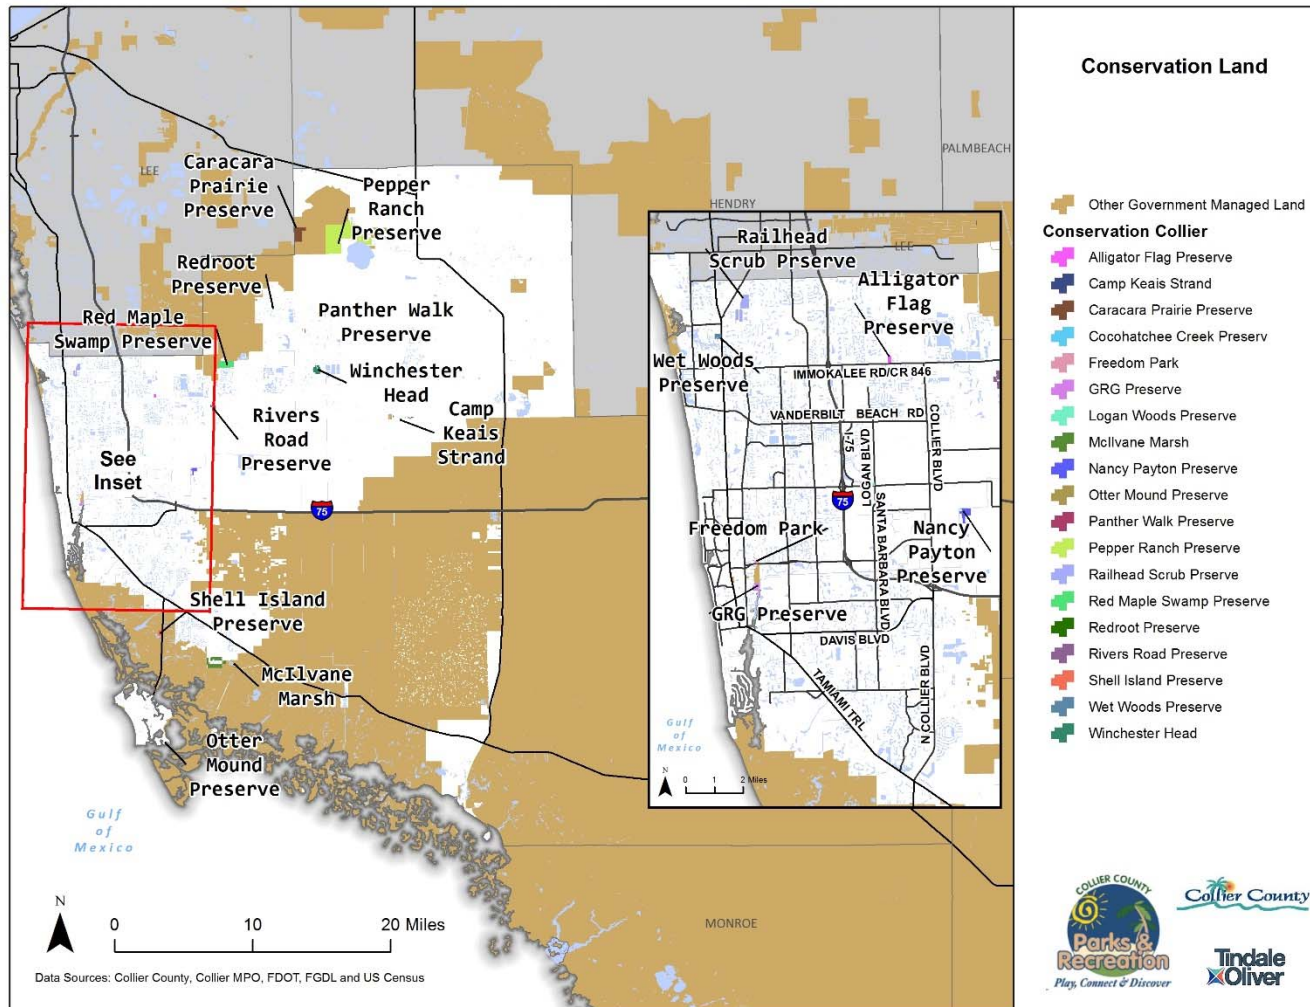 Conservation Land
Other Government Managed Land
Conservation Collier
Alligator Flag Preserve
Camp Keais Strand
Caracara Prairie Preserve
Cocohatchee Creek Preserv
Freedom Park
GRG Preserve
Logan Woods Preserve
McIlvane Marsh
Nancy Payton Preserve
Otter Mound Preserve
Panther Walk Preserve
Pepper Ranch Preserve
Railhead Scrub Preserve
Red Maple Swamp Preserve
Redroot Preserve
Rivers Road Preserve
Shell Island Preserve
Wet Woods Preserve
Winchester Head
LEE
Caracara
Prairie
Preserve
Pepper
Ranch
Preserve
Redroot
Preserve
Red Maple
Swamp Preserve
Panther Walk
Preserve
Winchester
Head
Rivers
Road
Preserve
Camp
Keais
Strand
See
Inset
75
Shell Island
Preserve
McIlvane
Marsh
Otter
Mound
Preserve
Gulf
of
Mexico
HENDRY
PALMBEACH
MONROE
LEE
Railhead
Scrub Prserve
Alligator
Flag
Preserve
Wet Woods
Preserve
IMMOKALEE RD/CR 846
VANDERBILT BEACH RD
I-75
LOGAN BLVD
COLLIER BLVD
75
SANTA BARBARA BLVD
Freedom Park
Nancy
Payton
Preserve
GRG Preserve
DAVIS BLVD
TAMIAMI TRL
N COLLIER BLVD
Gulf
of
Mexico
N
0 1 2 Miles
N
0 10 20 Miles
Data Sources: Collier County, Collier MPO, FDOT, FGDL and US Census
COLLIER COUNTY
Parks &
Recreation
Play, Connect & Discover
Collier County
Tindale
Oliver